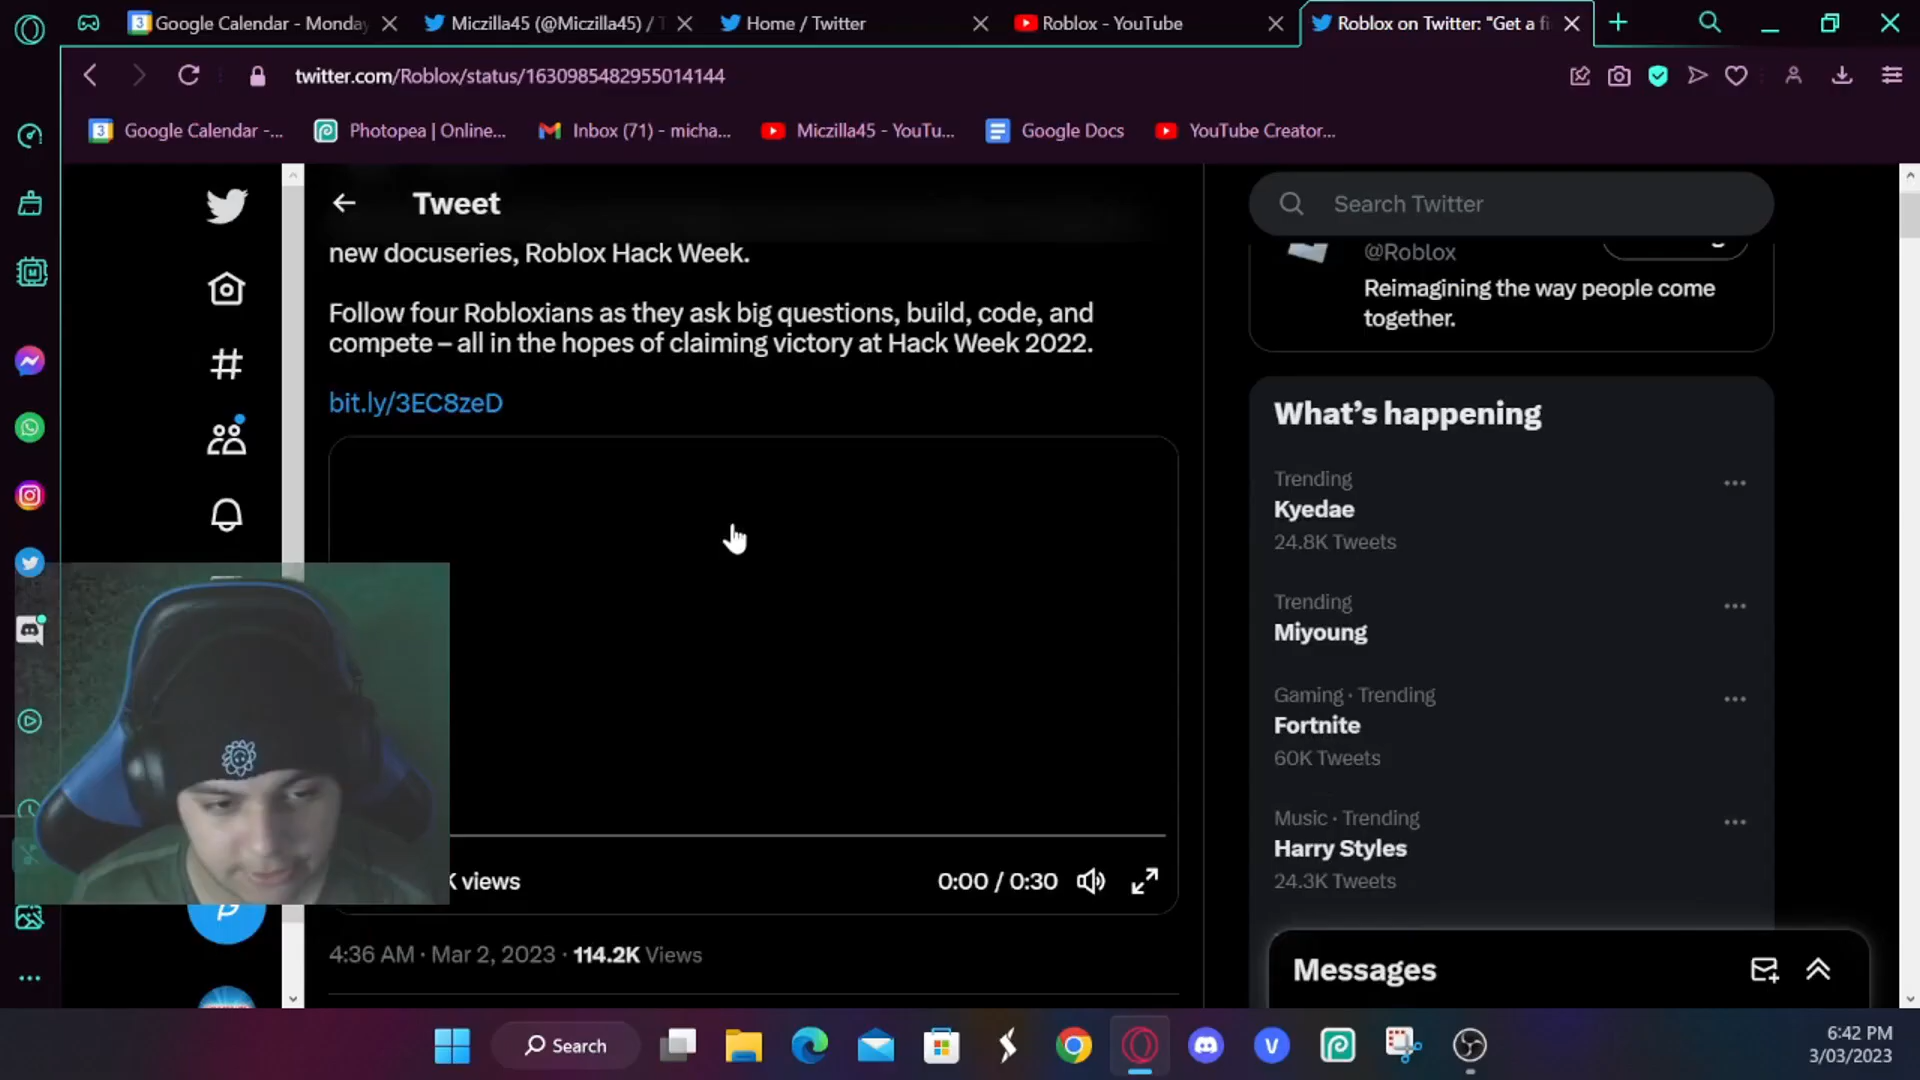 Google Calendar - Monday
Miczilla45 (@Miczilla45) / T
Home / Twitter
Roblox - YouTube
Roblox on Twitter: "Get a fi
twitter.com/Roblox/status/1630985482955014144
Google Calendar -...
Photopea | Online...
Inbox (71) - micha...
Miczilla45 - YouTu...
Google Docs
YouTube Creator...
Tweet
new docuseries, Roblox Hack Week.
Follow four Robloxians as they ask big questions, build, code, and
compete – all in the hopes of claiming victory at Hack Week 2022.
bit.ly/3EC8zeD
K views
0:00 / 0:30
4:36 AM · Mar 2, 2023 · 114.2K Views
Search Twitter
@Roblox
Reimagining the way people come
together.
What's happening
Trending
Kyedae
24.8K Tweets
Trending
Miyoung
Gaming · Trending
Fortnite
60K Tweets
Music · Trending
Harry Styles
24.3K Tweets
Messages
Search
6:42 PM
3/03/2023